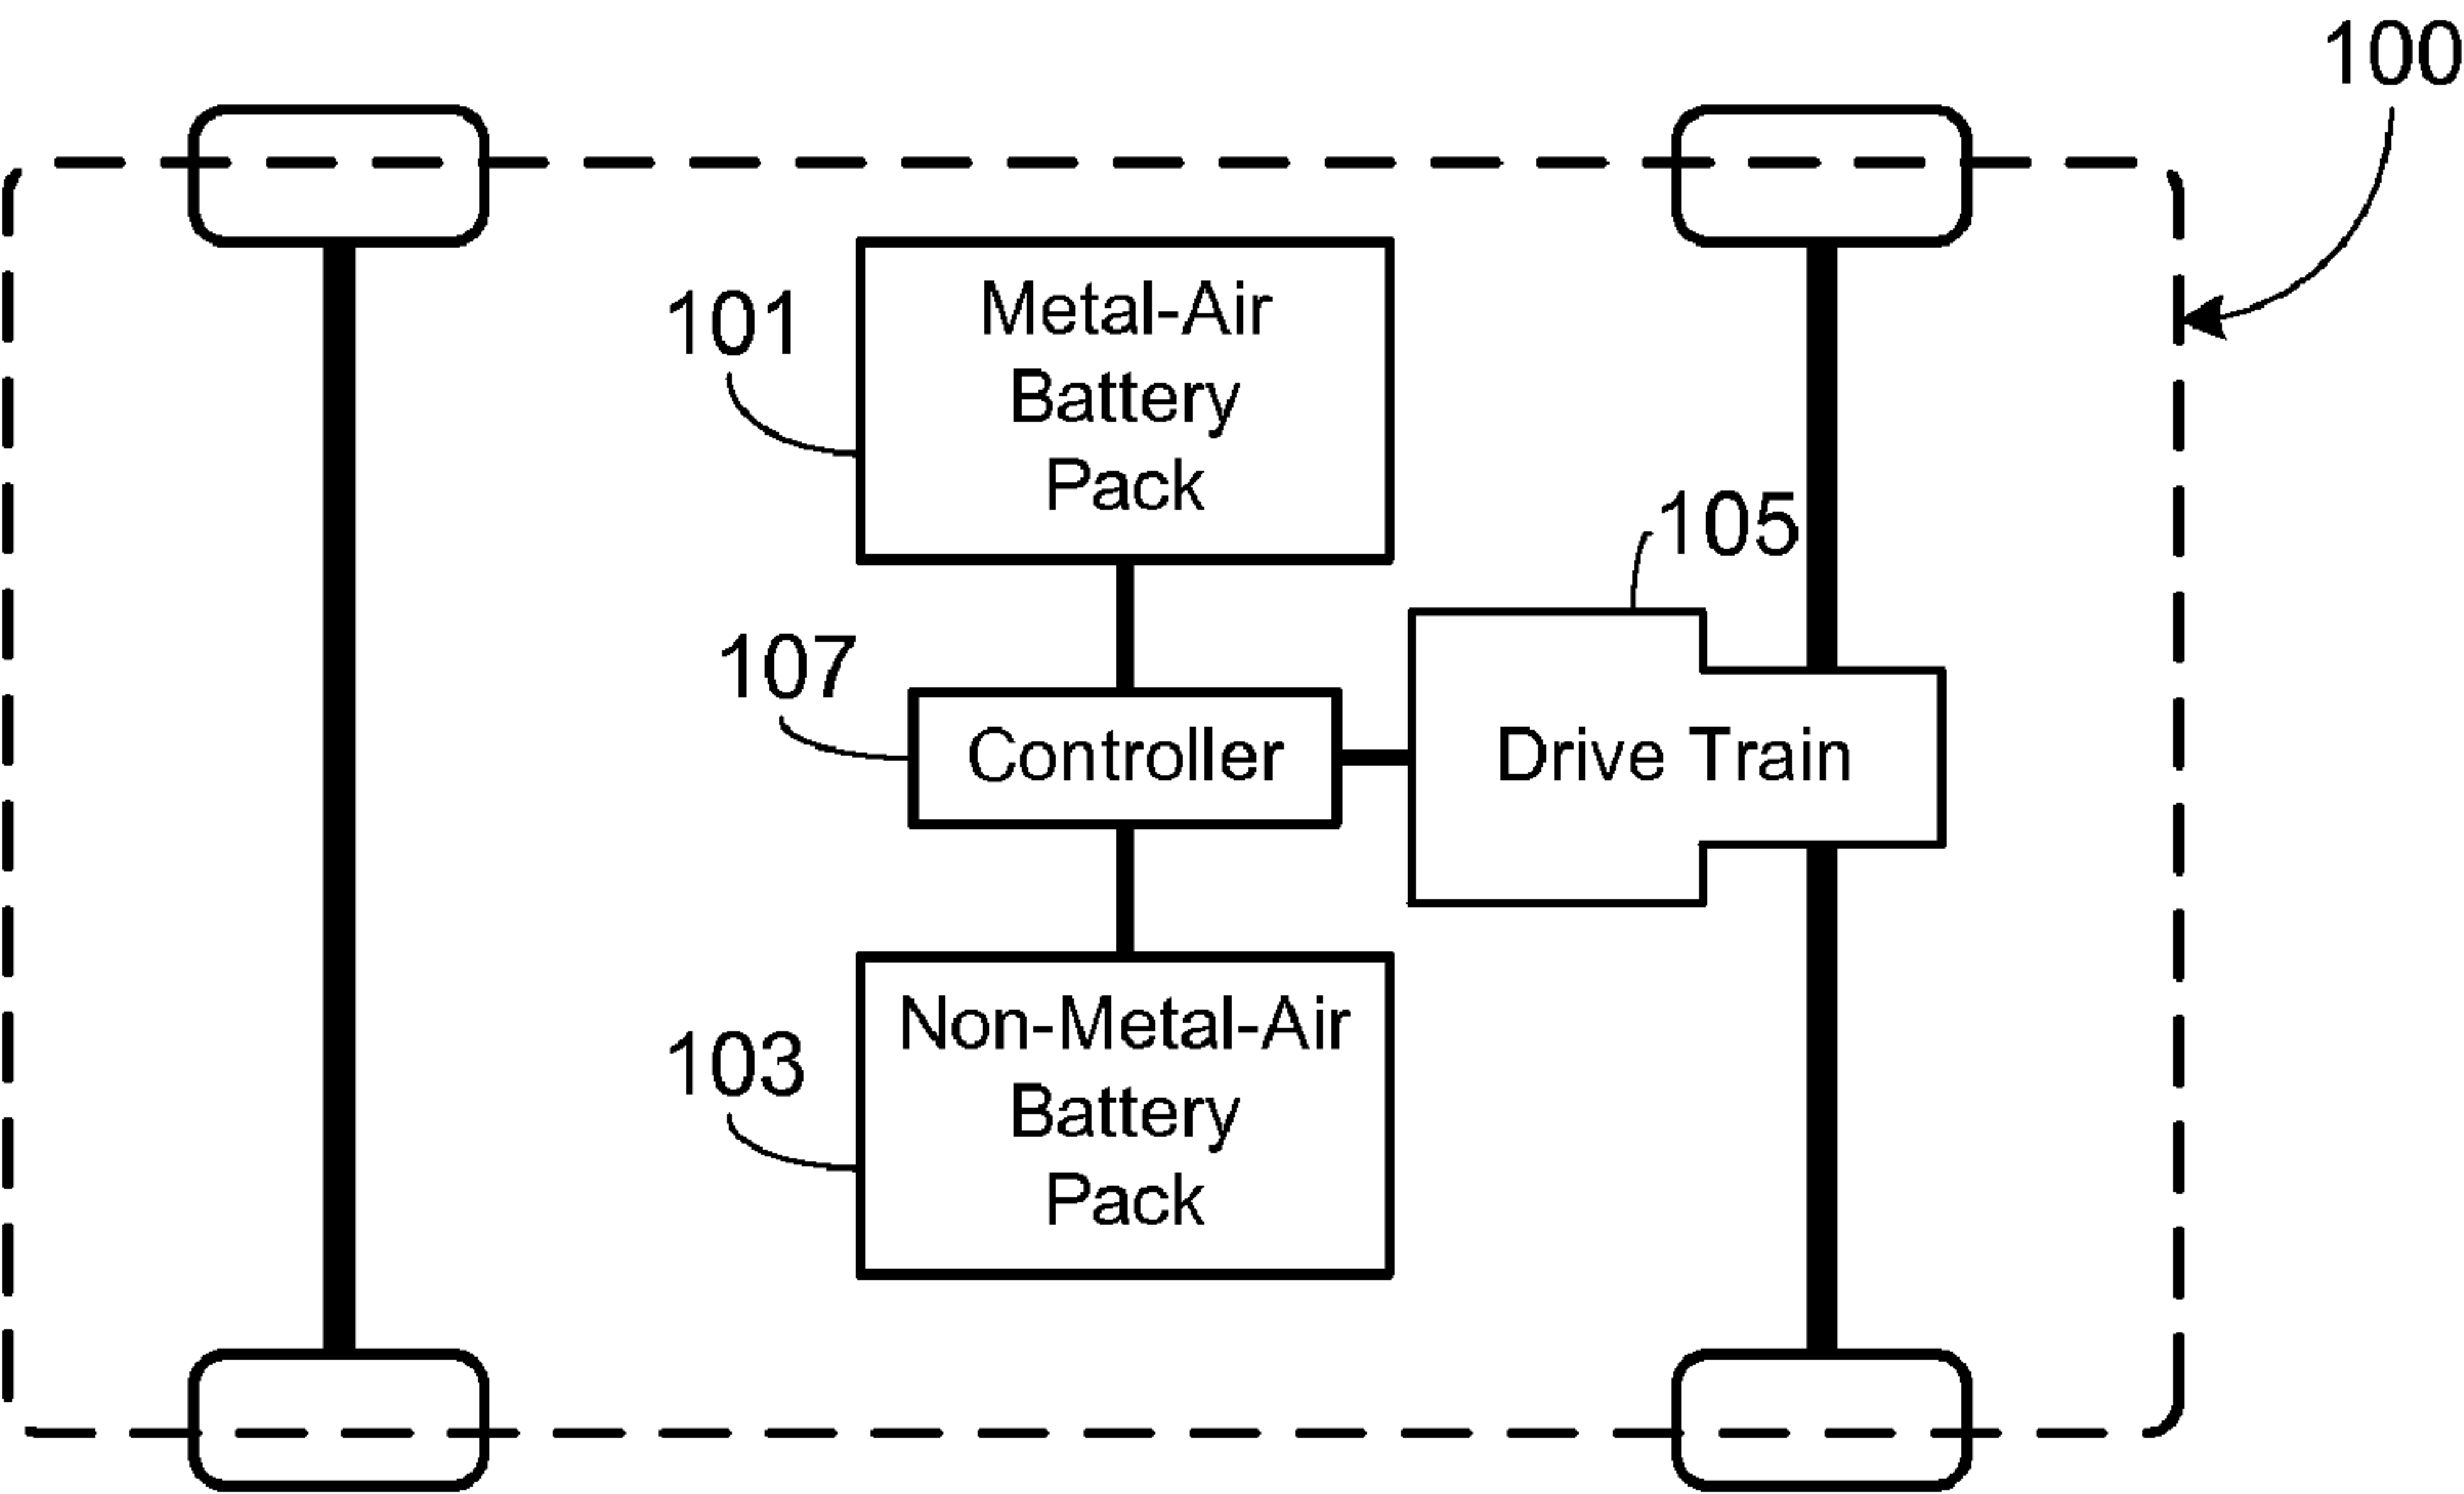 100
101
Metal-Air
Battery
Pack
105
107
Controller
Drive Train
103
Non-Metal-Air
Battery
Pack